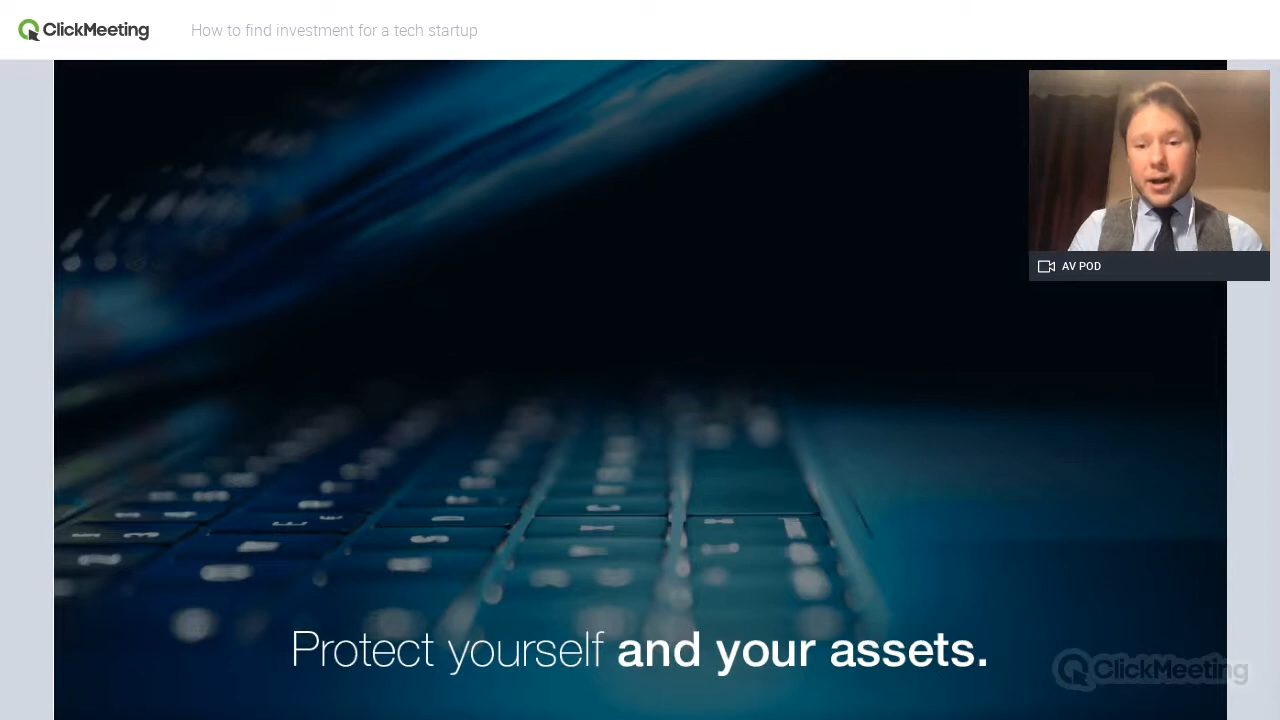 ClickMeeting
How to find investment for a tech startup
AV POD
Protect yourself and your assets.
ClickMeeting